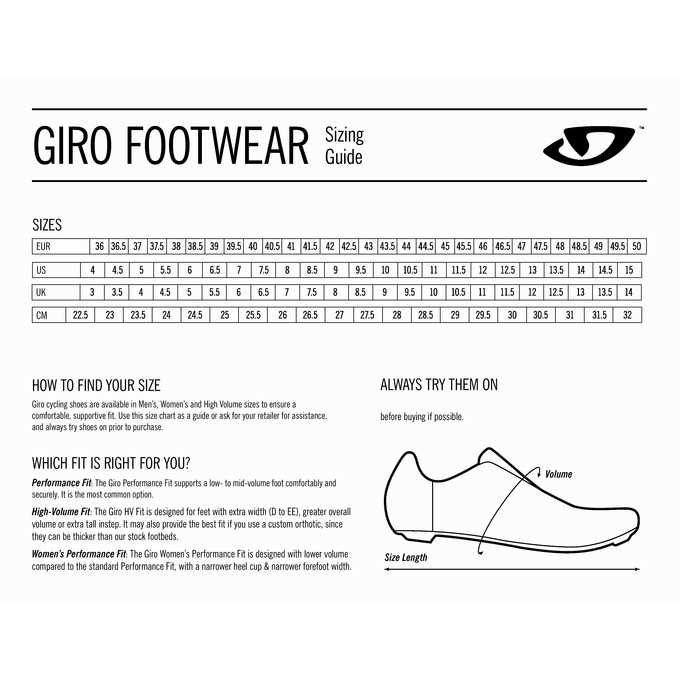 GIRO FOOTWEAR Sizing Guide
™
SIZES
EUR 36 36.5 37 37.5 38 38.5 39 39.5 40 40.5 41 41.5 42 42.5 43 43.5 44 44.5 45 45.5 46 46.5 47 47.5 48 48.5 49 49.5 50
US 4 4.5 5 5.5 6 6.5 7 7.5 8 8.5 9 9.5 10 10.5 11 11.5 12 12.5 13 13.5 14 14.5 15
UK 3 3.5 4 4.5 5 5.5 6 6.5 7 7.5 8 8.5 9 9.5 10 10.5 11 11.5 12 12.5 13 13.5 14
CM 22.5 23 23.5 24 24.5 25 25.5 26 26.5 27 27.5 28 28.5 29 29.5 30 30.5 31 31.5 32
HOW TO FIND YOUR SIZE
Giro cycling shoes are available in Men's, Women's and High Volume sizes to ensure a
comfortable, supportive fit. Use this size chart as a guide or ask for your retailer for assistance,
and always try shoes on prior to purchase.
WHICH FIT IS RIGHT FOR YOU?
Performance Fit: The Giro Performance Fit supports a low- to mid-volume foot comfortably and
securely. It is the most common option.
High-Volume Fit: The Giro HV Fit is designed for feet with extra width (D to EE), greater overall
volume or extra tall instep. It may also provide the best fit if you use a custom orthotic, since
they can be thicker than our stock footbeds.
Women's Performance Fit: The Giro Women's Performance Fit is designed with lower volume
compared to the standard Performance Fit, with a narrower heel cup & narrower forefoot width.
ALWAYS TRY THEM ON
before buying if possible.
Volume
Size Length